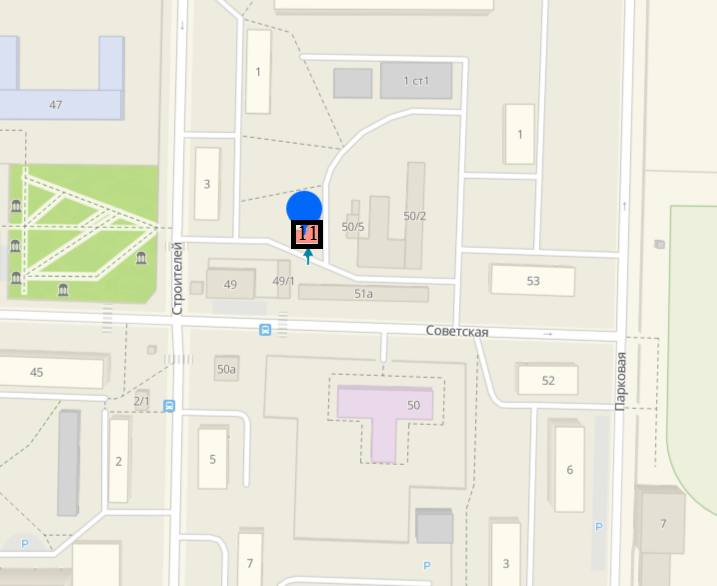 1
1 ст1
47
1
3
50/2
50/5
11
Строителей
49
49/1
51а
53
Советская
Парковая
45
50а
52
2/1
50
2
5
6
7
P
P
P
7
3